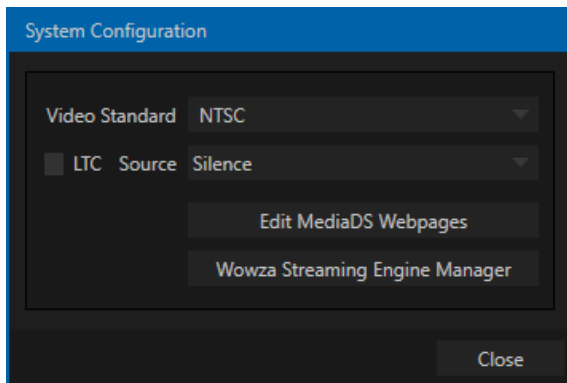 System Configuration
Video Standard NTSC
LTC Source Silence
Edit MediaDS Webpages
Wowza Streaming Engine Manager
Close